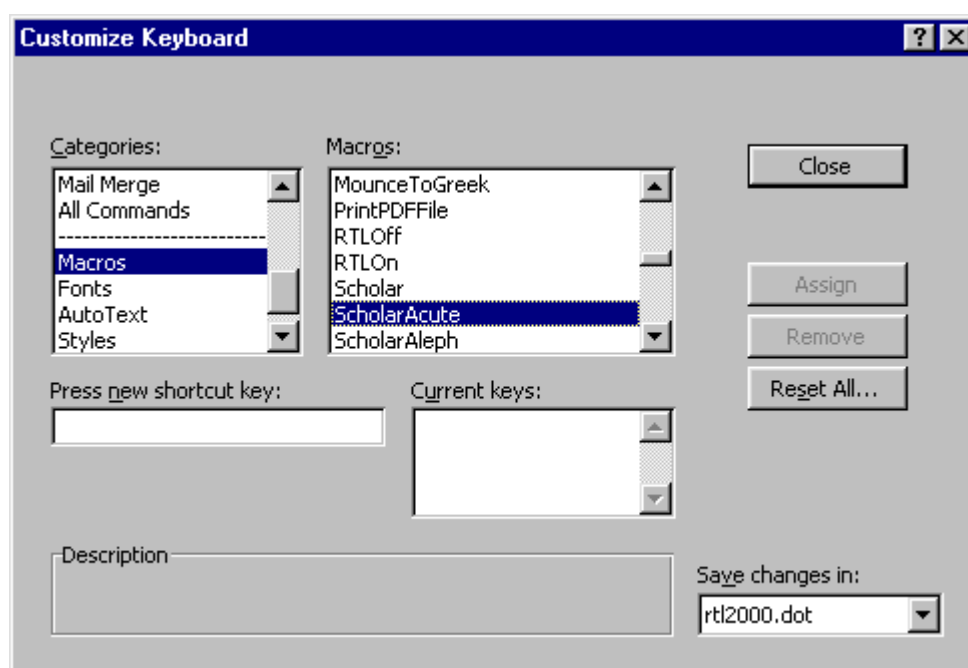 Customize Keyboard
Categories:
Mail Merge
All Commands
--------------------------
Macros
Fonts
AutoText
Styles
Macros:
MounceToGreek
PrintPDFFile
RTLOff
RTLOn
Scholar
ScholarAcute
ScholarAleph
Close
Assign
Remove
Reset All...
Press new shortcut key:
Current keys:
Description
Save changes in:
rtl2000.dot